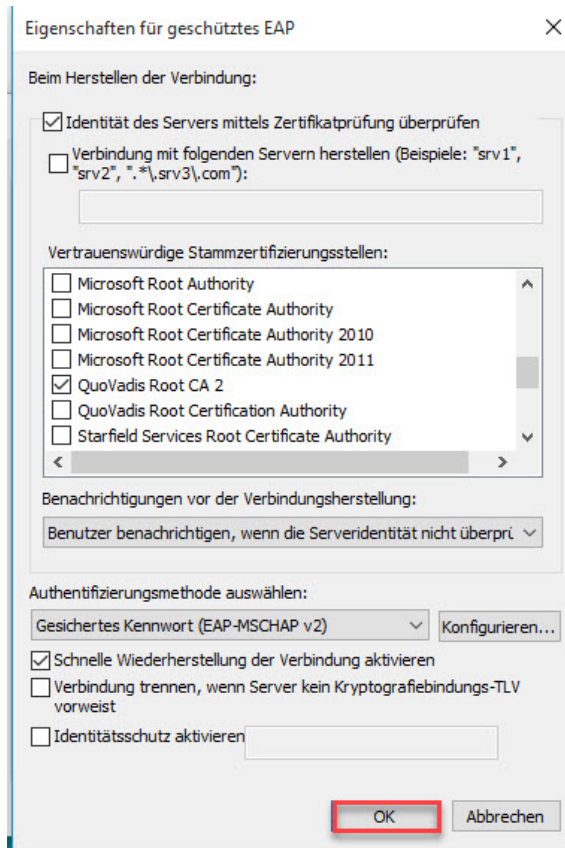 Eigenschaften für geschütztes EAP
Beim Herstellen der Verbindung:
Identität des Servers mittels Zertifikatprüfung überprüfen
Verbindung mit folgenden Servern herstellen (Beispiele: "srv1",
"srv2", ".*\.srv3\.com"):
Vertrauenswürdige Stammzertifizierungsstellen:
Microsoft Root Authority
Microsoft Root Certificate Authority
Microsoft Root Certificate Authority 2010
Microsoft Root Certificate Authority 2011
QuoVadis Root CA 2
QuoVadis Root Certification Authority
Starfield Services Root Certificate Authority
Benachrichtigungen vor der Verbindungsherstellung:
Benutzer benachrichtigen, wenn die Serveridentität nicht überprü
Authentifizierungsmethode auswählen:
Gesichertes Kennwort (EAP-MSCHAP v2) Konfigurieren...
Schnelle Wiederherstellung der Verbindung aktivieren
Verbindung trennen, wenn Server kein Kryptografiebindungs-TLV
vorweist
Identitätsschutz aktivieren
OK Abbrechen